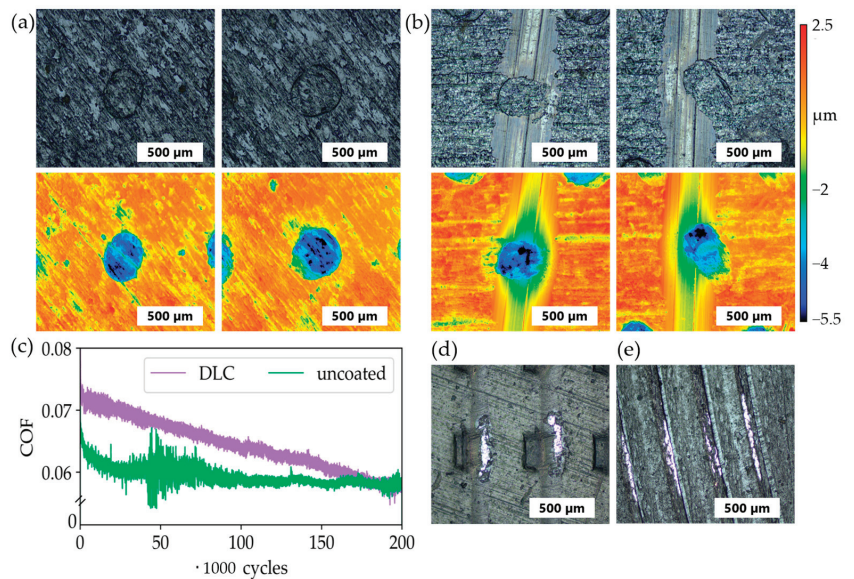 (a)
(b)
2.5
500 µm
500 µm
500 µm
500 µm
µm
−2
500 µm
500 µm
500 µm
500 µm
−4
−5.5
(c)
0.08
DLC
uncoated
0.07
COF
0.06
0
0
50
100
150
200
· 1000 cycles
(d)
500 µm
(e)
500 µm